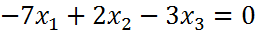 −7x₁ + 2x₂ − 3x₃ = 0